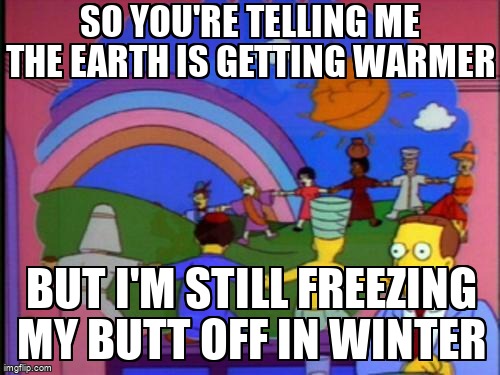 SO YOU'RE TELLING ME
THE EARTH IS GETTING WARMER
BUT I'M STILL FREEZING
MY BUTT OFF IN WINTER
imgflip.com